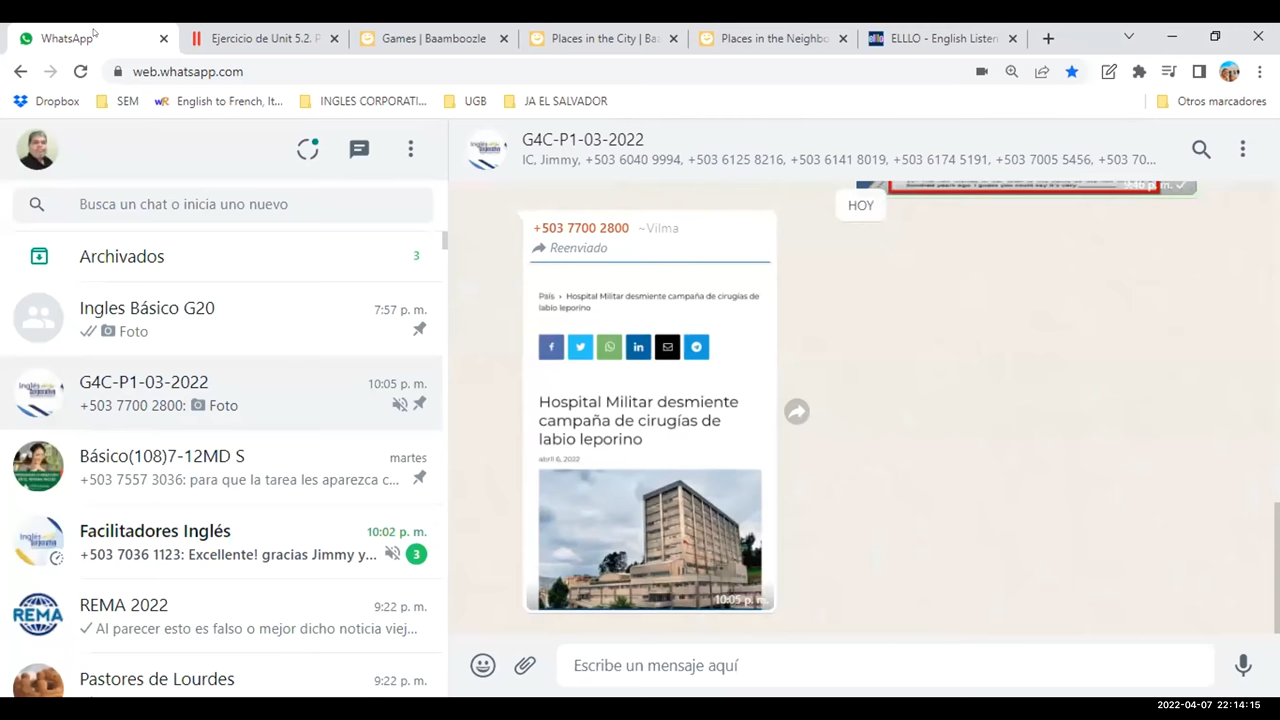 WhatsApp
Ejercicio de Unit 5.2. P
Games | Baamboozle
Places in the City | Ba
Places in the Neighbo
ELLLO - English Listen
web.whatsapp.com
Dropbox
SEM
English to French, It...
INGLES CORPORATI...
UGB
JA EL SALVADOR
Otros marcadores
G4C-P1-03-2022
IC, Jimmy, +503 6040 9994, +503 6125 8216, +503 6141 8019, +503 6174 5191, +503 7005 5456, +503 70...
Busca un chat o inicia uno nuevo
Archivados
3
Ingles Básico G20
7:57 p. m.
Foto
G4C-P1-03-2022
10:05 p. m.
+503 7700 2800: Foto
Básico(108)7-12MD S
martes
+503 7557 3036: para que la tarea les aparezca c...
Facilitadores Inglés
10:02 p. m.
+503 7036 1123: Excellente! gracias Jimmy y...
3
REMA 2022
9:22 p. m.
Al parecer esto es falso o mejor dicho noticia viej...
Pastores de Lourdes
9:22 p. m.
9:46 p. m.
HOY
+503 7700 2800 ~Vilma
Reenviado
País › Hospital Militar desmiente campaña de cirugías de
labio leporino
Hospital Militar desmiente
campaña de cirugías de
labio leporino
abril 6, 2022
10:05 p. m.
Escribe un mensaje aquí
2022-04-07 22:14:15